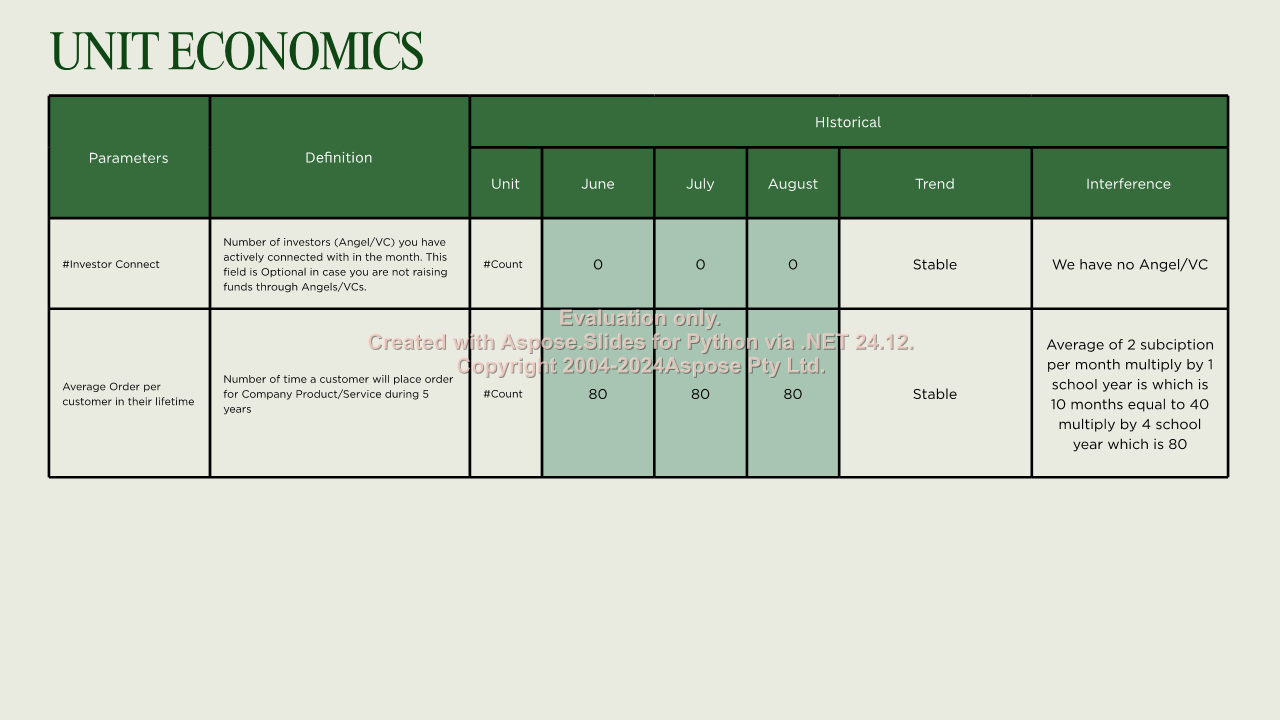 UNIT ECONOMICS
Parameters
Definition
HIstorical
Unit
June
July
August
Trend
Interference
#Investor Connect
Number of investors (Angel/VC) you have
actively connected with in the month. This
field is Optional in case you are not raising
funds through Angels/VCs.
#Count
0
0
0
Stable
We have no Angel/VC
Average Order per
customer in their lifetime
Number of time a customer will place order
for Company Product/Service during 5
years
#Count
80
80
80
Stable
Average of 2 subciption
per month multiply by 1
school year is which is
10 months equal to 40
multiply by 4 school
year which is 80
Evaluation only.
Created with Aspose.Slides for Python via .NET 24.12.
Copyright 2004-2024Aspose Pty Ltd.